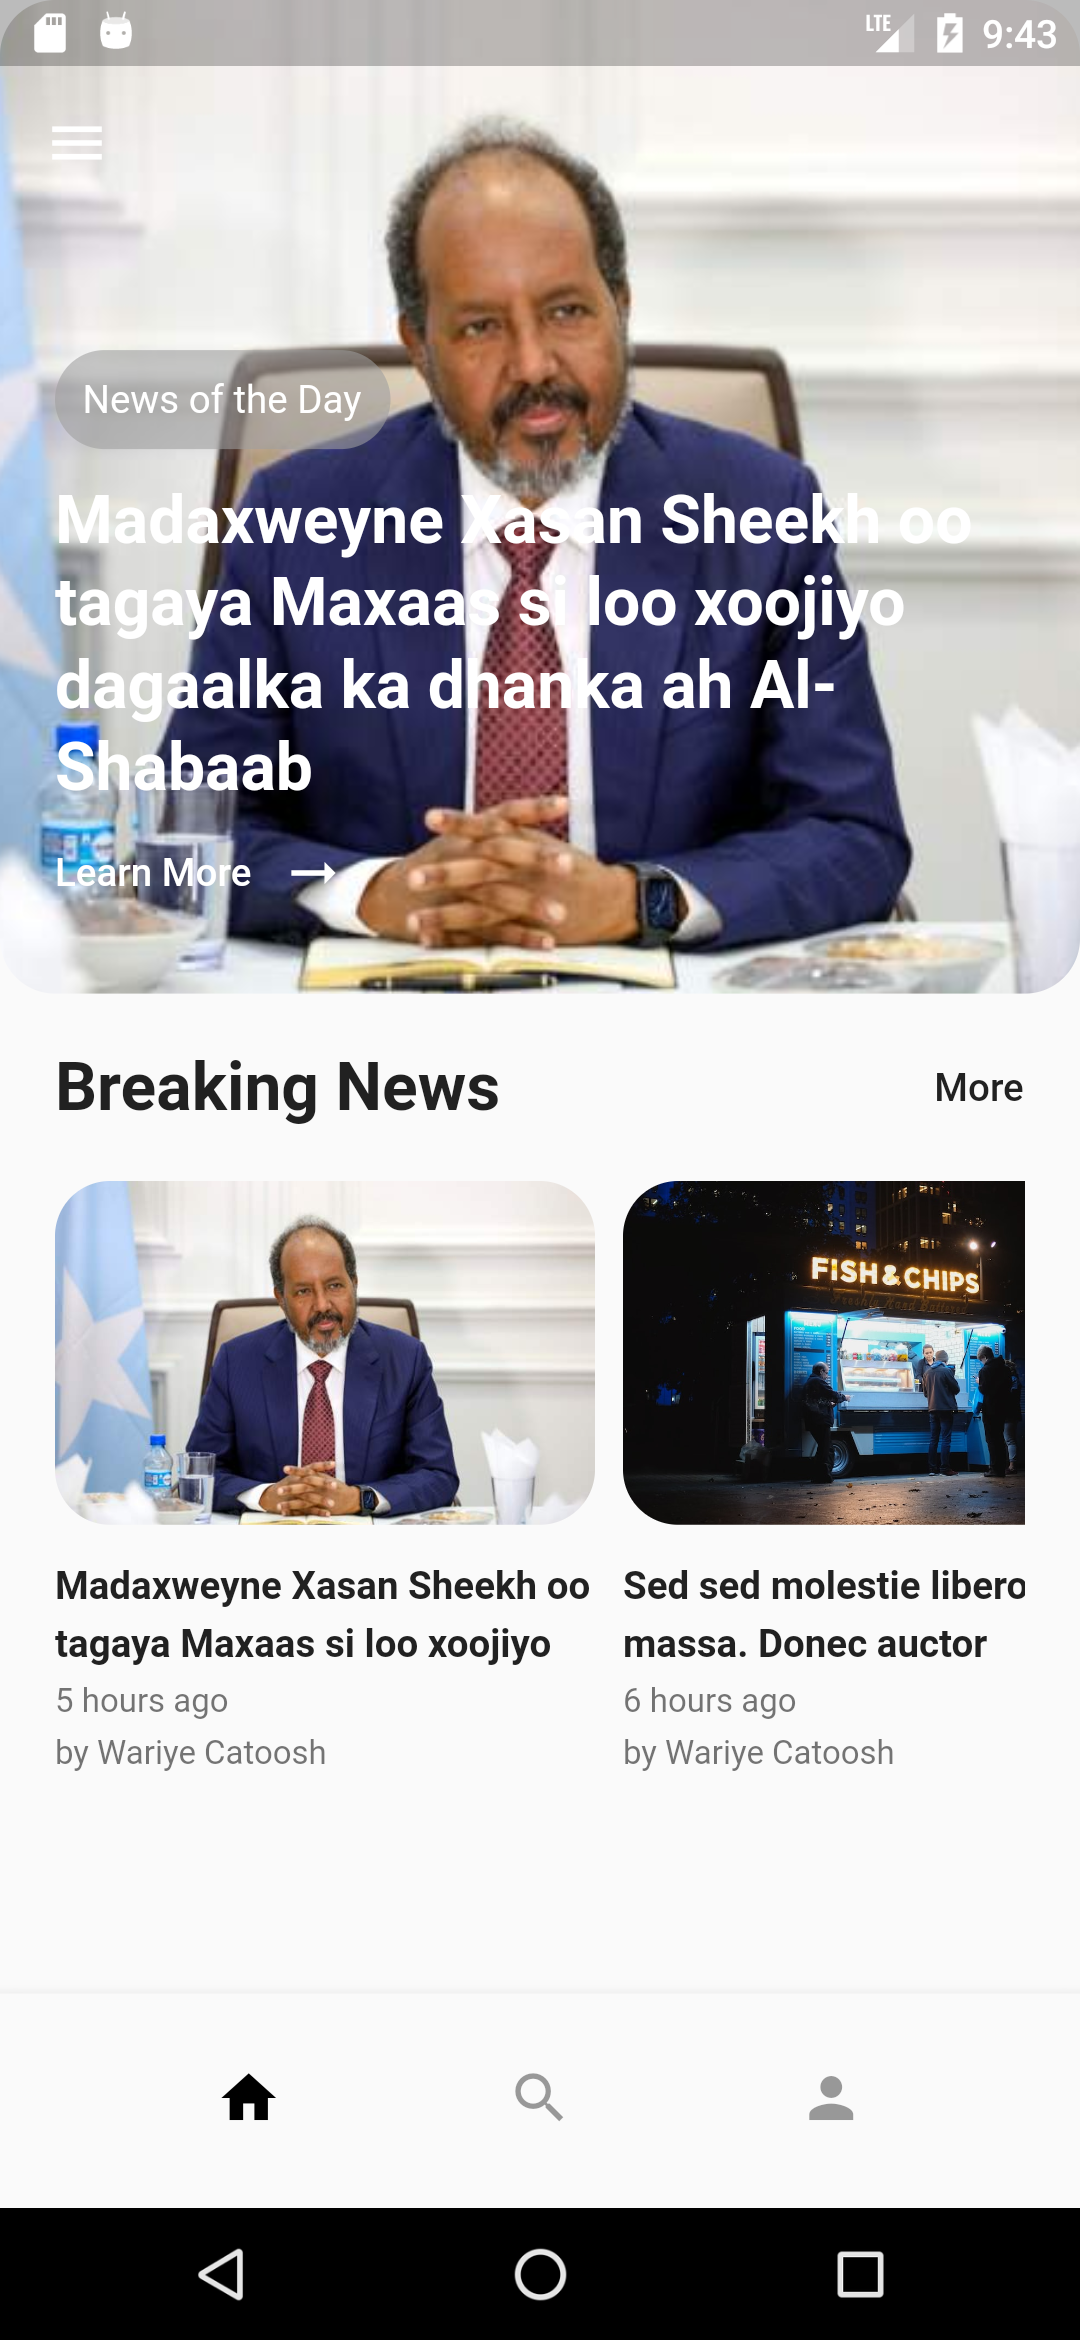 LTE 9:43
News of the Day
Madaxweyne Xasan Sheekh oo
tagaya Maxaas si loo xoojiyo
dagaalka ka dhanka ah Al-
Shabaab
Learn More
Breaking News
More
FISH & CHIPS
Madaxweyne Xasan Sheekh oo
tagaya Maxaas si loo xoojiyo
5 hours ago
by Wariye Catoosh
Sed sed molestie libero
massa. Donec auctor
6 hours ago
by Wariye Catoosh